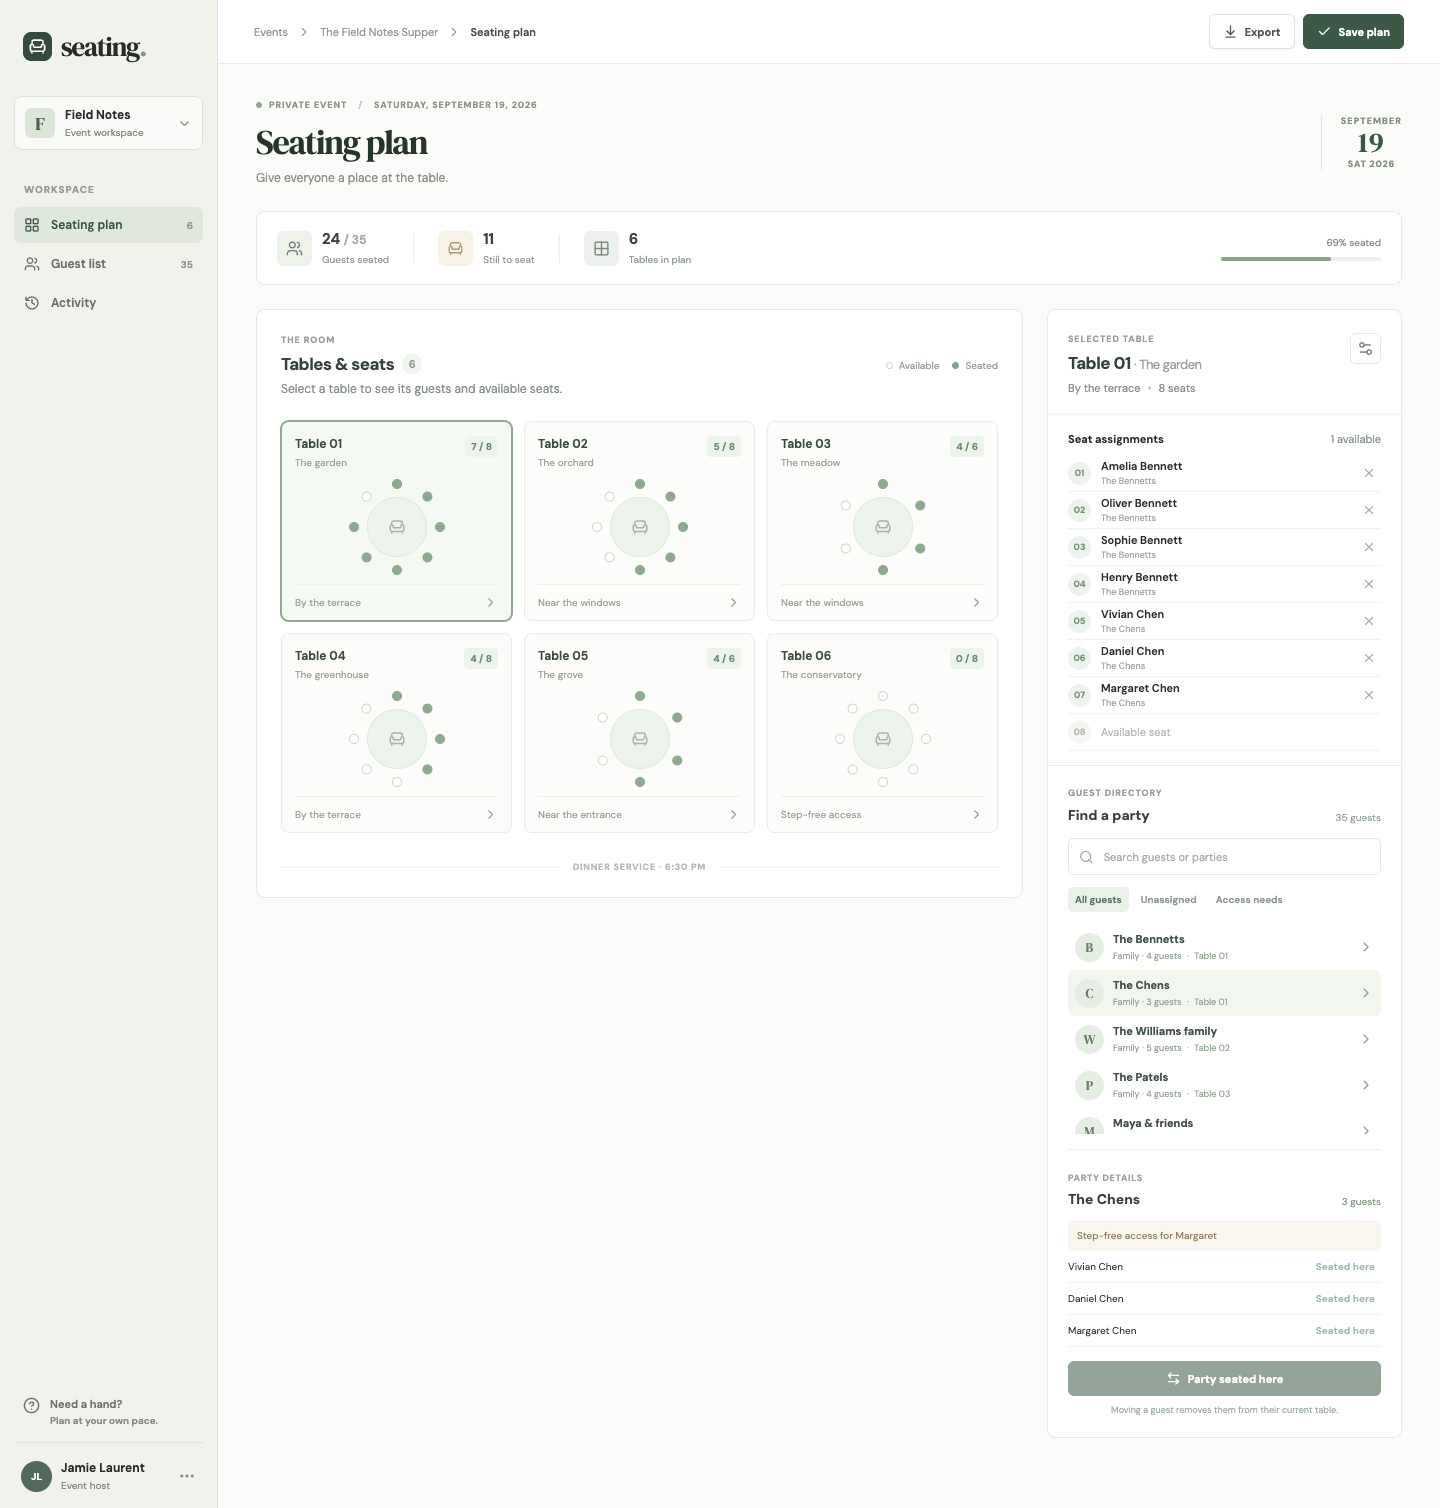 seating.
F
Field Notes
Event workspace
WORKSPACE
Seating plan 6
Guest list 35
Activity
Need a hand?
Plan at your own pace.
JL
Jamie Laurent
Event host
Events > The Field Notes Supper > Seating plan
Export
Save plan
PRIVATE EVENT / SATURDAY, SEPTEMBER 19, 2026
Seating plan
Give everyone a place at the table.
SEPTEMBER
19
SAT 2026
24 / 35
Guests seated
11
Still to seat
6
Tables in plan
69% seated
THE ROOM
Tables & seats 6
Select a table to see its guests and available seats.
Available Seated
Table 01 7 / 8
The garden
By the terrace
Table 02 5 / 8
The orchard
Near the windows
Table 03 4 / 6
The meadow
Near the windows
Table 04 4 / 8
The greenhouse
By the terrace
Table 05 4 / 6
The grove
Near the entrance
Table 06 0 / 8
The conservatory
Step-free access
DINNER SERVICE · 6:30 PM
SELECTED TABLE
Table 01 · The garden
By the terrace • 8 seats
Seat assignments 1 available
01 Amelia Bennett
The Bennetts
02 Oliver Bennett
The Bennetts
03 Sophie Bennett
The Bennetts
04 Henry Bennett
The Bennetts
05 Vivian Chen
The Chens
06 Daniel Chen
The Chens
07 Margaret Chen
The Chens
08 Available seat
GUEST DIRECTORY
Find a party 35 guests
Search guests or parties
All guests Unassigned Access needs
B The Bennetts
Family · 4 guests · Table 01
C The Chens
Family · 3 guests · Table 01
W The Williams family
Family · 5 guests · Table 02
P The Patels
Family · 4 guests · Table 03
M Maya & friends
PARTY DETAILS
The Chens 3 guests
Step-free access for Margaret
Vivian Chen Seated here
Daniel Chen Seated here
Margaret Chen Seated here
Party seated here
Moving a guest removes them from their current table.